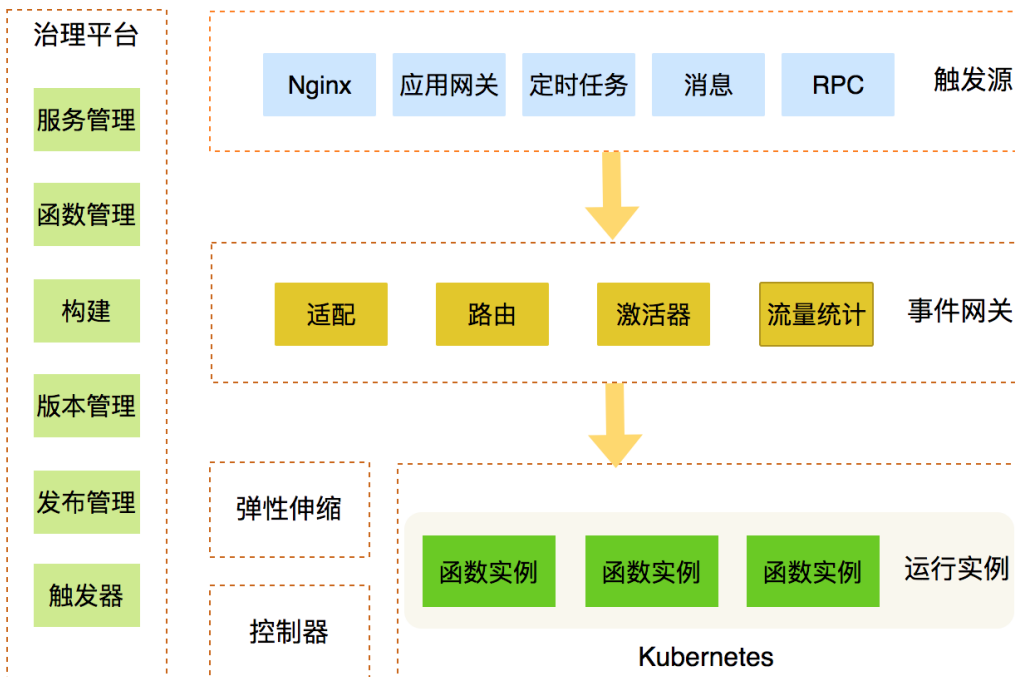 治理平台
服务管理
函数管理
构建
版本管理
发布管理
触发器
Nginx
应用网关
定时任务
消息
RPC
触发源
适配
路由
激活器
流量统计
事件网关
弹性伸缩
控制器
函数实例
函数实例
函数实例
运行实例
Kubernetes